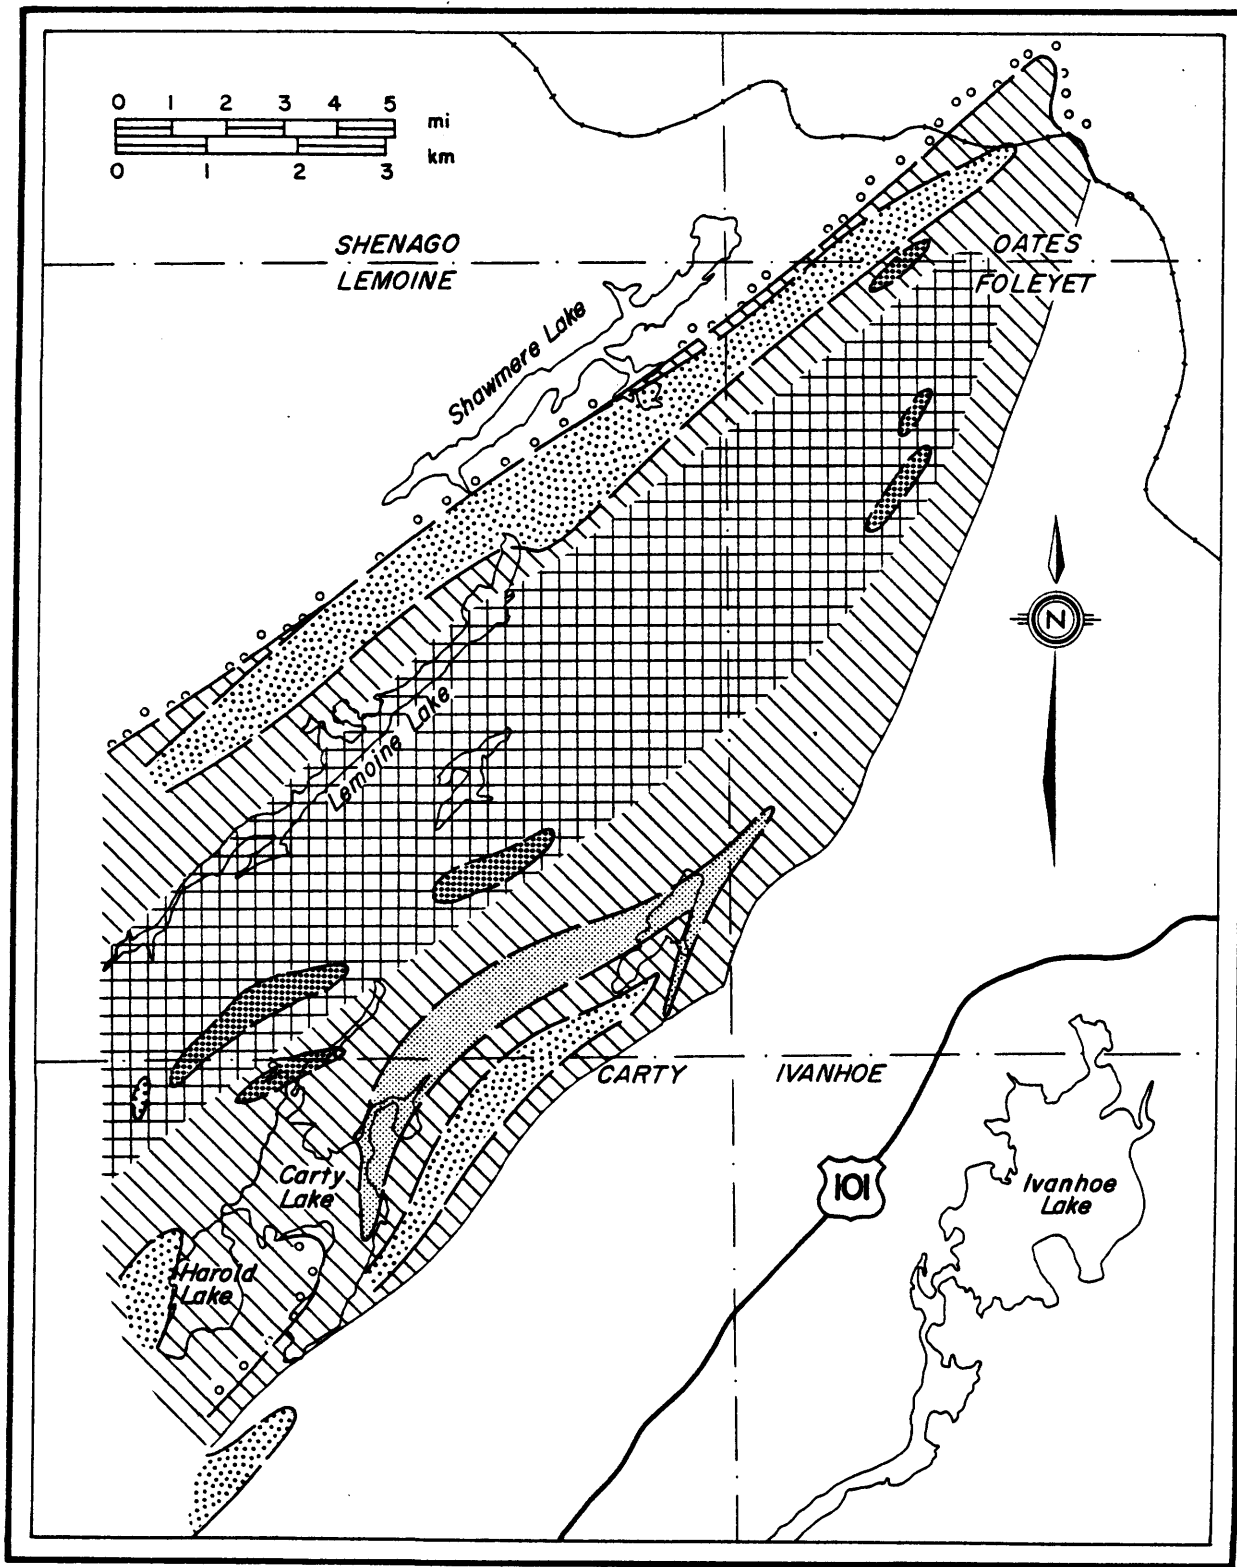 0 1 2 3 4 5 mi
0 1 2 3 km
SHENAGO
LEMOINE
OATES
FOLEYET
Shawmere Lake
Lemoine Lake
N
CARTY
IVANHOE
101
Carty
Lake
Ivanhoe
Lake
Harold
Lake